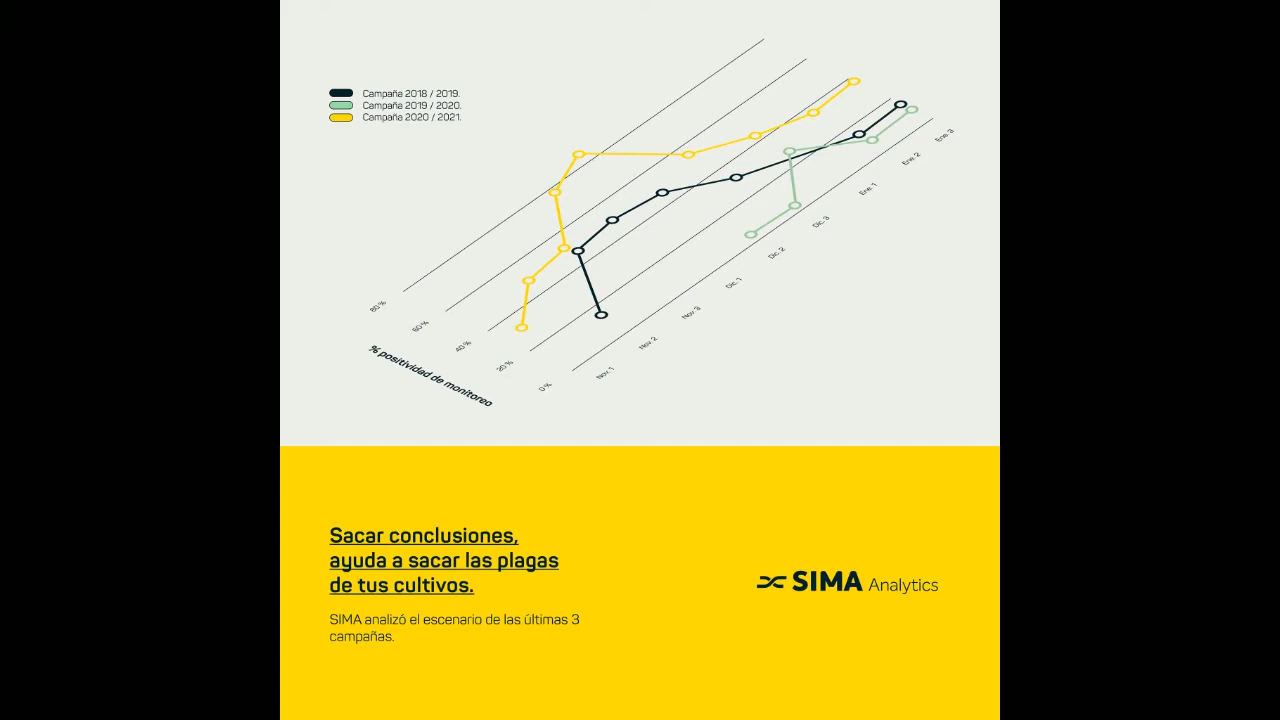 Campaña 2018 / 2019.
Campaña 2019 / 2020.
Campaña 2020 / 2021.
80 %
60 %
40 %
20 %
0 %
% positividad de monitoreo
Nov. 1
Nov. 2
Nov. 3
Dic. 1
Dic. 2
Dic. 3
Ene. 1
Ene. 2
Ene. 3
Sacar conclusiones,
ayuda a sacar las plagas
de tus cultivos.
SIMA analizó el escenario de las últimas 3
campañas.
SIMA Analytics